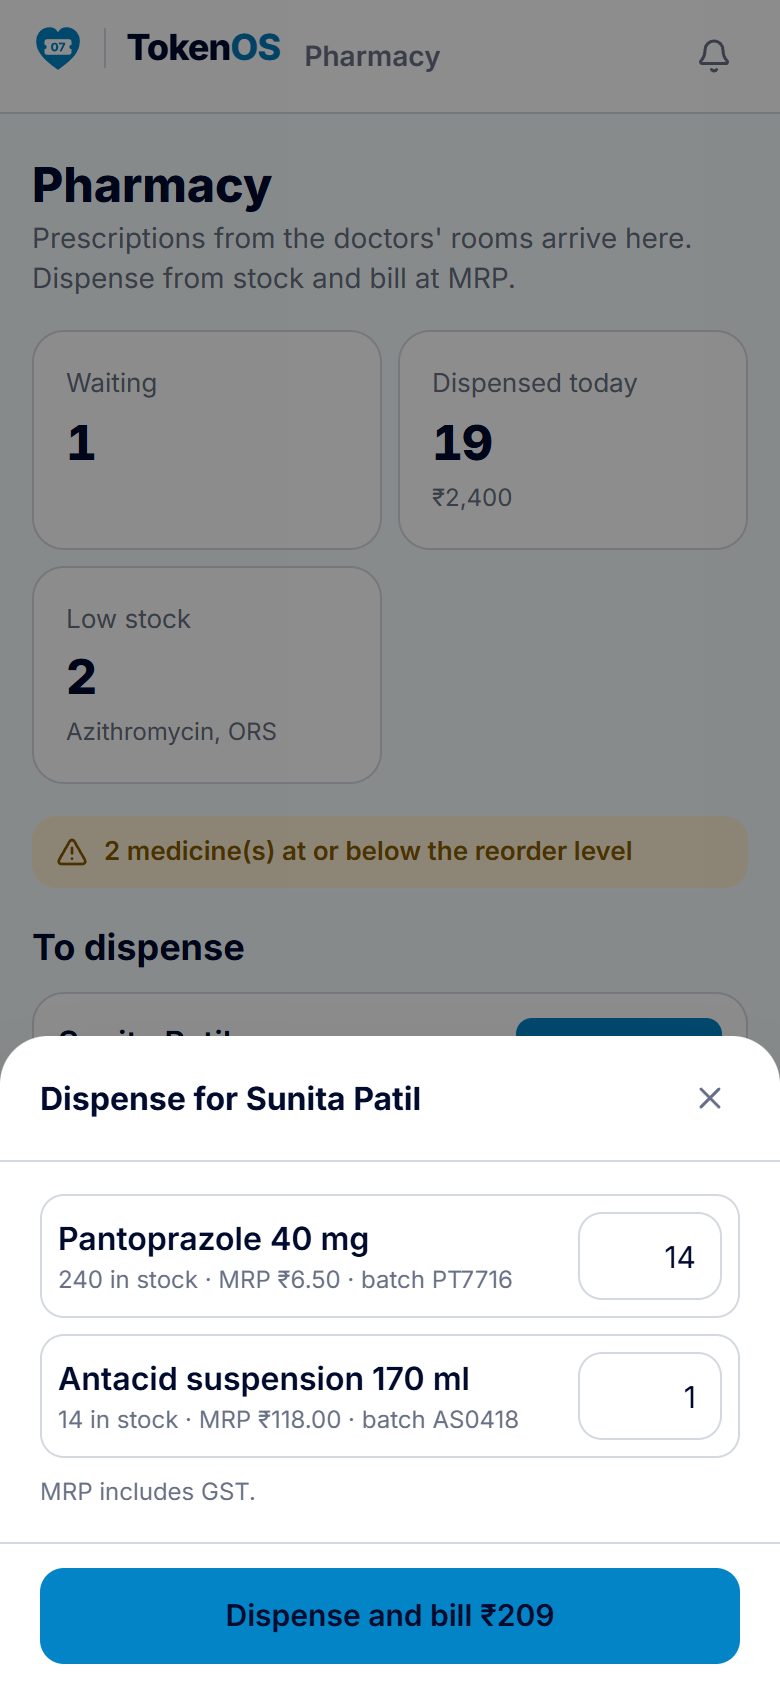 07
TokenOS
Pharmacy
Pharmacy
Prescriptions from the doctors' rooms arrive here.
Dispense from stock and bill at MRP.
Waiting
1
Dispensed today
19
₹2,400
Low stock
2
Azithromycin, ORS
2 medicine(s) at or below the reorder level
To dispense
Dispense for Sunita Patil
Pantoprazole 40 mg
240 in stock · MRP ₹6.50 · batch PT7716
14
Antacid suspension 170 ml
14 in stock · MRP ₹118.00 · batch AS0418
1
MRP includes GST.
Dispense and bill ₹209